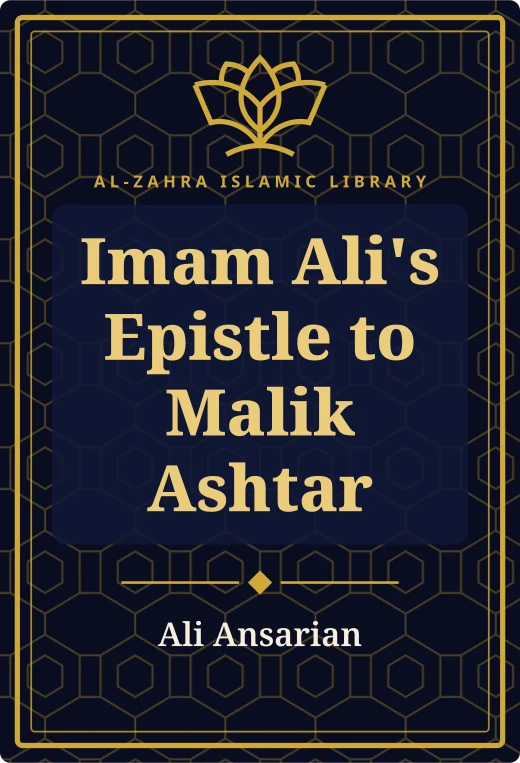 AL-ZAHRA ISLAMIC LIBRARY
Imam Ali's
Epistle to
Malik
Ashtar
Ali Ansarian